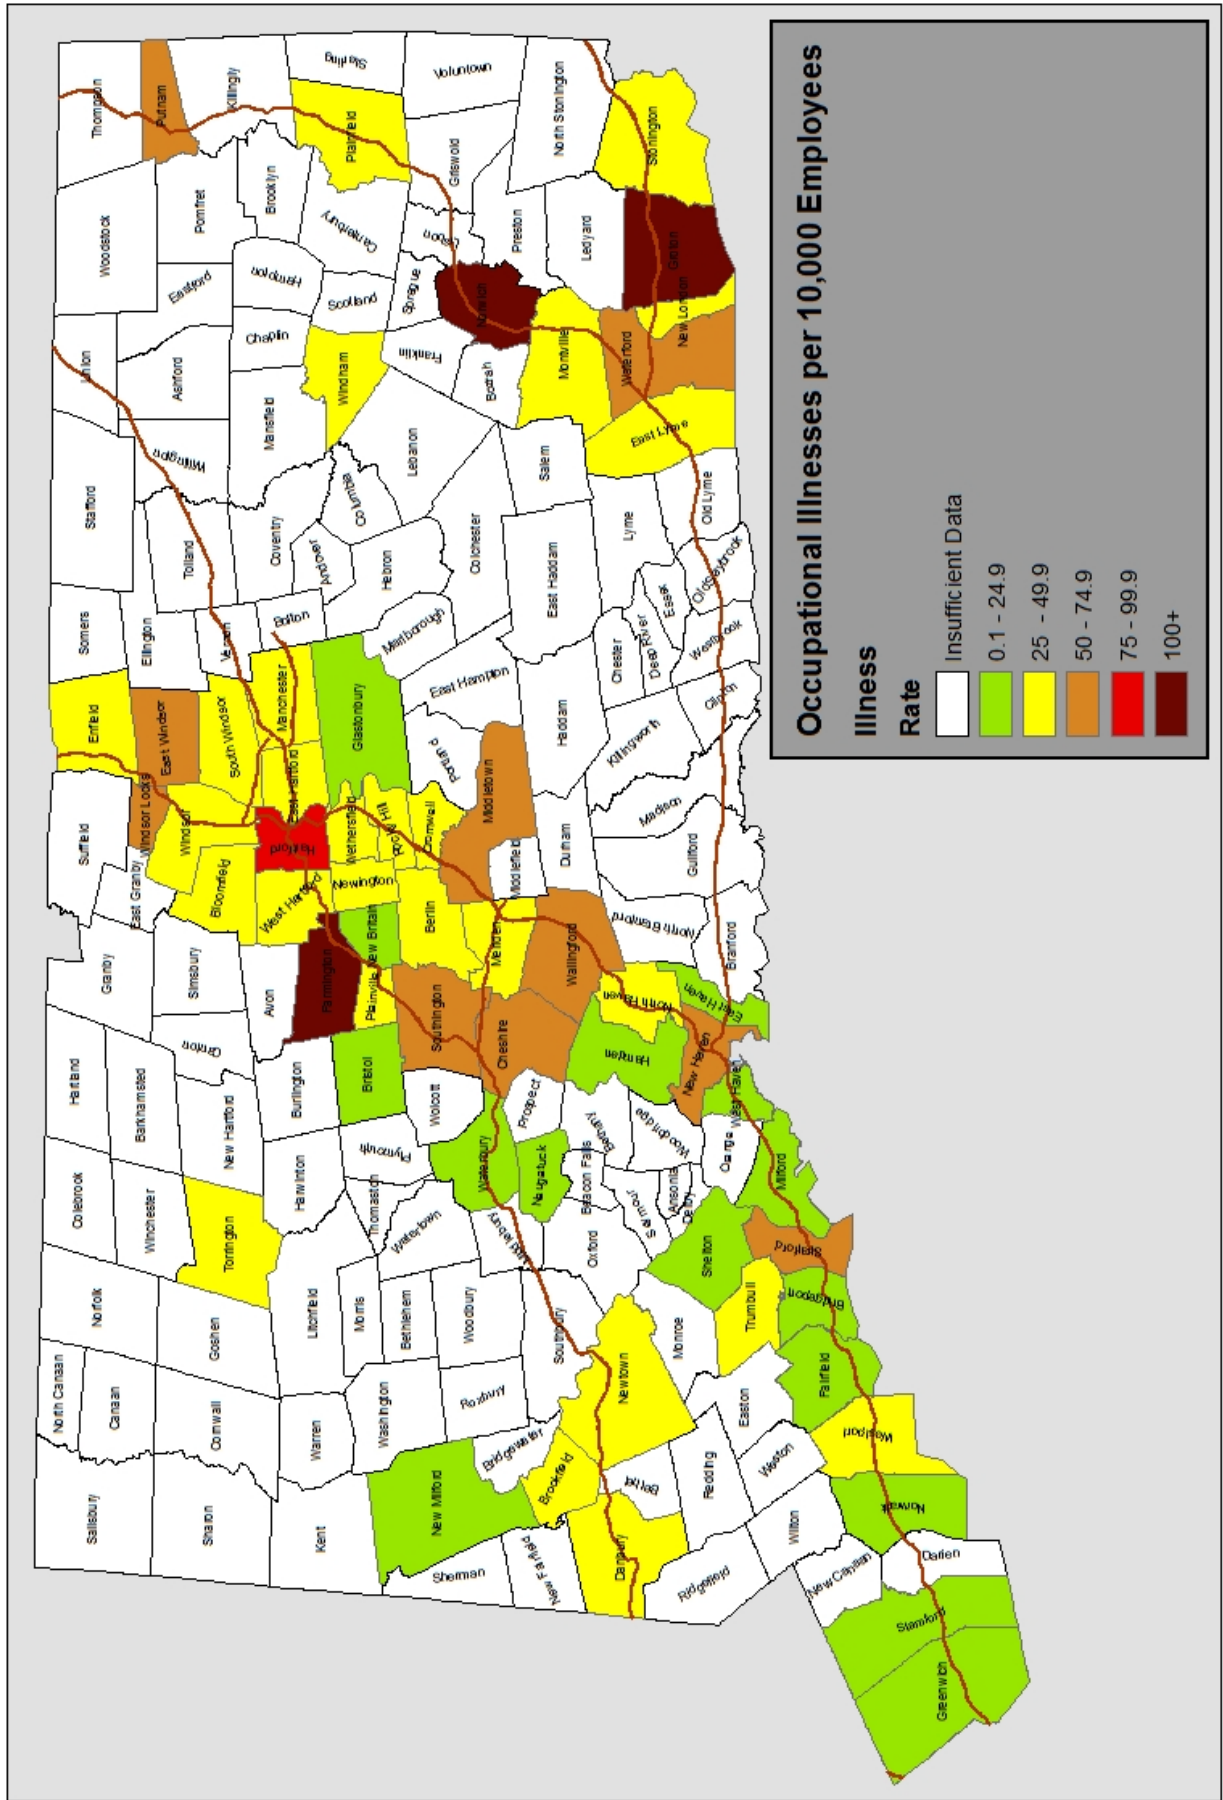 Occupational Illnesses per 10,000 Employees
Illness
Rate
Insufficient Data
0.1 - 24.9
25 - 49.9
50 - 74.9
75 - 99.9
100+
Salisbury
North Canaan
Canaan
Norfolk
Colebrook
Hartland
Granby
Suffield
East Granby
Enfield
Somers
Stafford
Union
Woodstock
Thompson
Putnam
Sharon
Cornwall
Goshen
Winchester
Barkhamsted
Torrington
New Hartford
Canton
Simsbury
Windsor Locks
Windsor
Bloomfield
East Windsor
South Windsor
Ellington
Vernon
Tolland
Willington
Ashford
Eastford
Pomfret
Killingly
Kent
Warren
Litchfield
Harwinton
Burlington
Avon
Farmington
West Hartford
Hartford
East Hartford
Manchester
Bolton
Coventry
Andover
Mansfield
Chaplin
Hampton
Brooklyn
Sterling
Plainfield
Canterbury
Scotland
Windham
Columbia
Hebron
Glastonbury
Wethersfield
Rocky Hill
Newington
New Britain
Plainville
Bristol
Plymouth
Thomaston
Morris
Bethlehem
Washington
New Milford
Sherman
Watertown
Wolcott
Southington
Berlin
Cromwell
Portland
Marlborough
Lebanon
Franklin
Sprague
Lisbon
Griswold
Voluntown
Norwich
Preston
Bozrah
Colchester
East Hampton
Middletown
Middlefield
Meriden
Cheshire
Waterbury
Middlebury
Woodbury
Roxbury
Bridgewater
New Fairfield
Brookfield
Southbury
Naugatuck
Prospect
Wallingford
Durham
Haddam
East Haddam
Salem
Montville
Ledyard
North Stonington
Stonington
Groton
New London
Waterford
East Lyme
Lyme
Old Lyme
Old Saybrook
Essex
Deep River
Chester
Westbrook
Clinton
Killingworth
Madison
Guilford
North Branford
Branford
East Haven
North Haven
Hamden
New Haven
West Haven
Bethany
Woodbridge
Beacon Falls
Oxford
Seymour
Ansonia
Derby
Orange
Milford
Shelton
Stratford
Bridgeport
Trumbull
Monroe
Newtown
Bethel
Danbury
Redding
Easton
Fairfield
Weston
Westport
Ridgefield
Wilton
Norwalk
New Canaan
Darien
Stamford
Greenwich